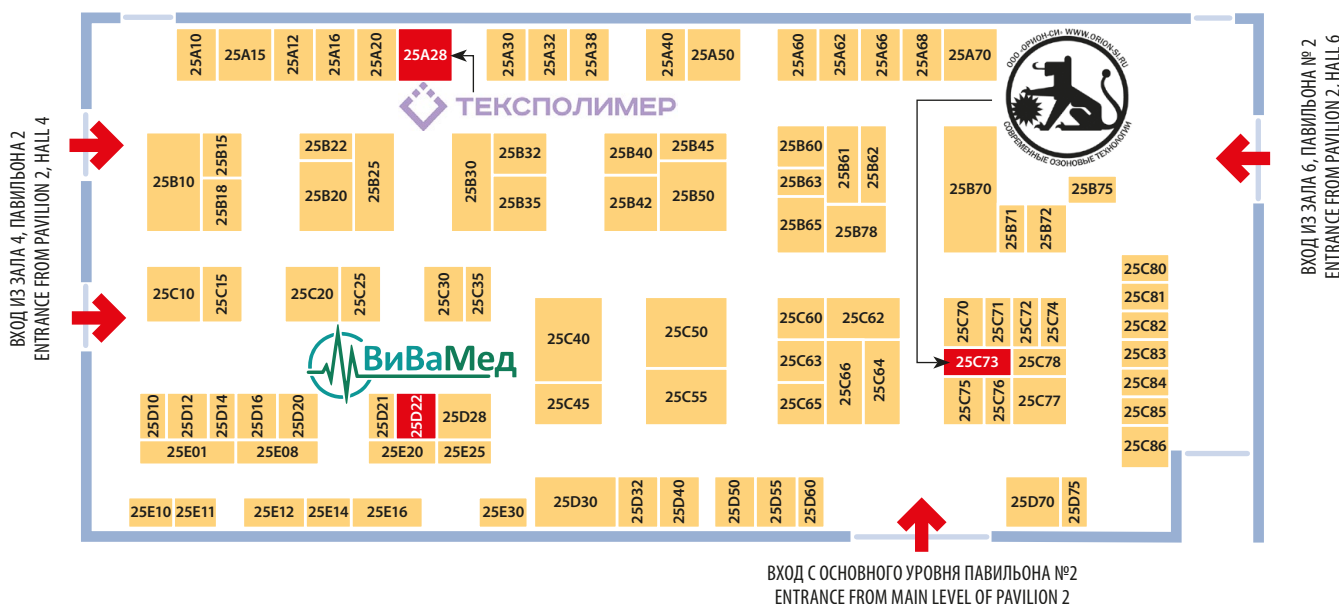 25A10
25A15
25A12
25A16
25A20
25A28
25A30
25A32
25A38
25A40
25A50
25A60
25A62
25A66
25A68
25A70
ООО «ОРИОН-СИ» WWW.ORION-SI.RU
СОВРЕМЕННЫЕ ОЗОНОВЫЕ ТЕХНОЛОГИИ
ТЕКСПОЛИМЕР
ВХОД ИЗ ЗАЛА 4, ПАВИЛЬОНА 2
ENTRANCE FROM PAVILION 2, HALL 4
ВХОД ИЗ ЗАЛА 6, ПАВИЛЬОНА № 2
ENTRANCE FROM PAVILION 2, HALL 6
25B10
25B15
25B18
25B22
25B20
25B25
25B30
25B32
25B35
25B40
25B42
25B45
25B50
25B60
25B63
25B65
25B61
25B62
25B78
25B70
25B71
25B72
25B75
25C10
25C15
25C20
25C25
25C30
25C35
25C40
25C45
25C50
25C55
25C60
25C62
25C63
25C65
25C66
25C64
25C70
25C71
25C72
25C74
25C73
25C78
25C75
25C76
25C77
25C80
25C81
25C82
25C83
25C84
25C85
25C86
ВиВаМед
25D10
25D12
25D14
25D16
25D20
25D21
25D22
25D28
25E01
25E08
25E20
25E25
25E10
25E11
25E12
25E14
25E16
25E30
25D30
25D32
25D40
25D50
25D55
25D60
25D70
25D75
ВХОД С ОСНОВНОГО УРОВНЯ ПАВИЛЬОНА №2
ENTRANCE FROM MAIN LEVEL OF PAVILION 2